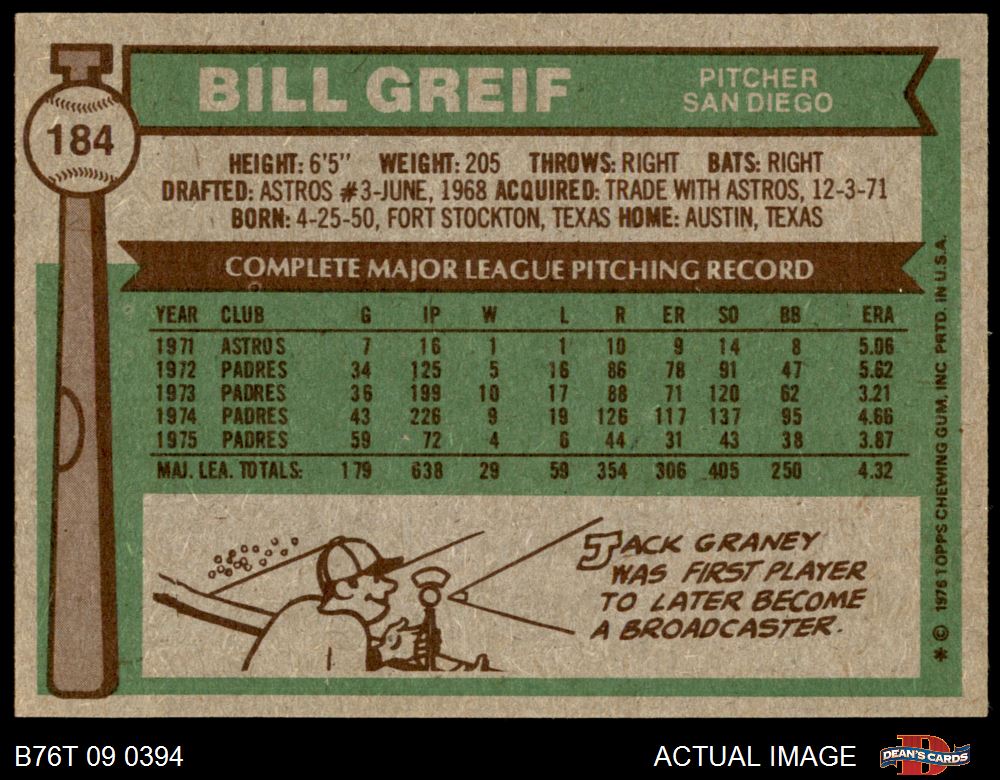 184
BILL GREIF
PITCHER
SAN DIEGO
HEIGHT: 6'5" WEIGHT: 205 THROWS: RIGHT BATS: RIGHT
DRAFTED: ASTROS #3-JUNE, 1968 ACQUIRED: TRADE WITH ASTROS, 12-3-71
BORN: 4-25-50, FORT STOCKTON, TEXAS HOME: AUSTIN, TEXAS
COMPLETE MAJOR LEAGUE PITCHING RECORD
YEAR CLUB G IP W L R ER SO BB ERA
1971 ASTROS 7 16 1 1 10 9 14 8 5.06
1972 PADRES 34 125 5 16 86 78 91 47 5.62
1973 PADRES 36 199 10 17 88 71 120 62 3.21
1974 PADRES 43 226 9 19 126 117 137 95 4.66
1975 PADRES 59 72 4 6 44 31 43 38 3.87
MAJ. LEA. TOTALS: 179 638 29 59 354 306 405 250 4.32
JACK GRANEY
WAS FIRST PLAYER
TO LATER BECOME
A BROADCASTER.
* © 1976 TOPPS CHEWING GUM, INC PRTD. IN U.S.A.
B76T 09 0394
ACTUAL IMAGE
D
DEAN'S CARDS